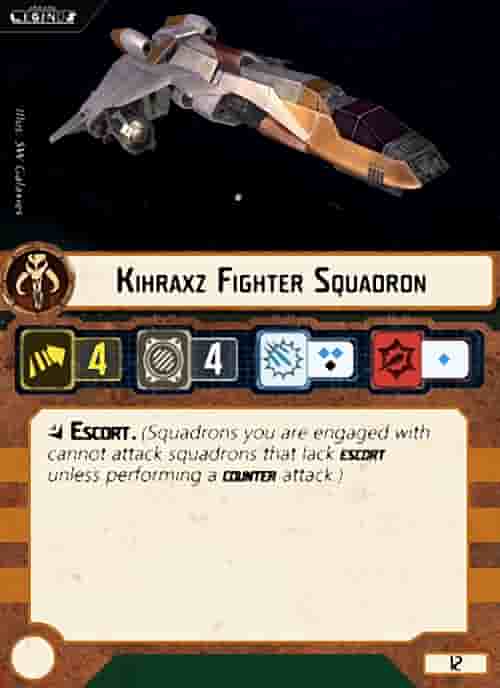 LEGENDS
Illus. SW Galaxies
KIHRAXZ FIGHTER SQUADRON
4 4
ESCORT. (Squadrons you are engaged with
cannot attack squadrons that lack ESCORT
unless performing a COUNTER attack.)
12